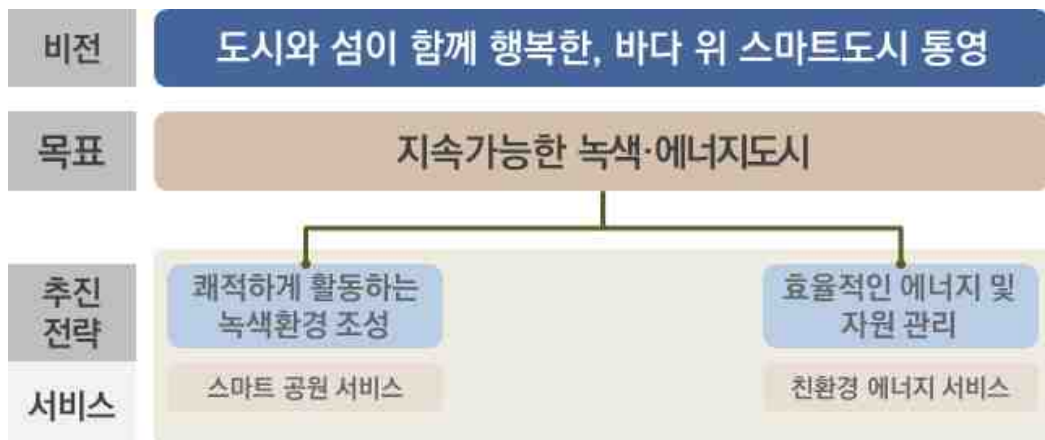 비전
도시와 섬이 함께 행복한, 바다 위 스마트도시 통영
목표
지속가능한 녹색·에너지도시
추진
전략
쾌적하게 활동하는
녹색환경 조성
효율적인 에너지 및
자원 관리
서비스
스마트 공원 서비스
친환경 에너지 서비스